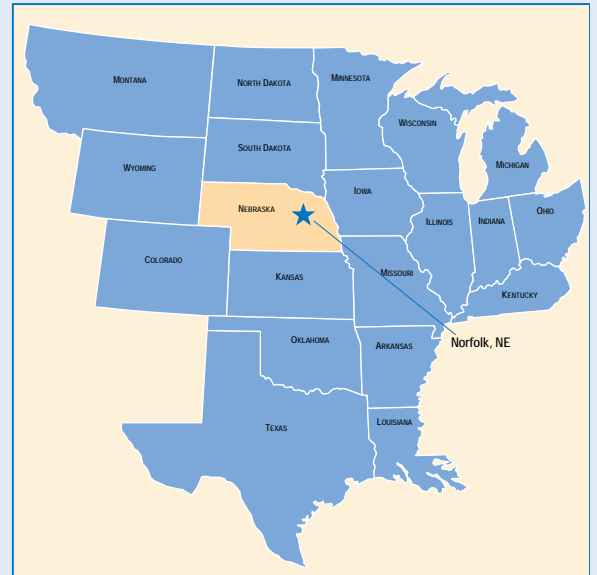 MONTANA
NORTH DAKOTA
MINNESOTA
WISCONSIN
SOUTH DAKOTA
MICHIGAN
WYOMING
IOWA
NEBRASKA
ILLINOIS
INDIANA
OHIO
COLORADO
KANSAS
MISSOURI
KENTUCKY
OKLAHOMA
ARKANSAS
Norfolk, NE
TEXAS
LOUISIANA